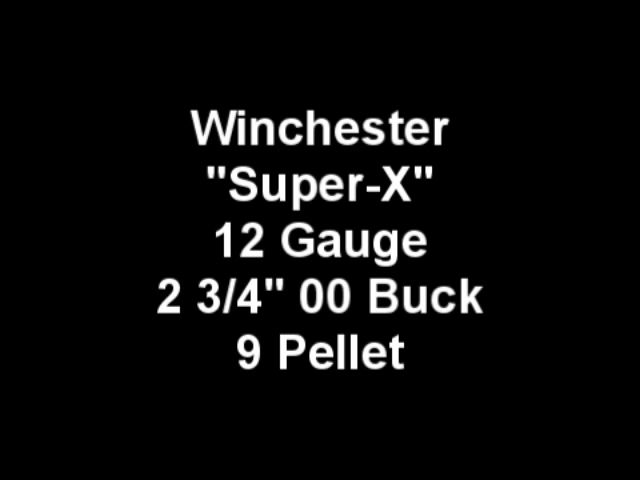 Winchester
"Super-X"
12 Gauge
2 3/4" 00 Buck
9 Pellet